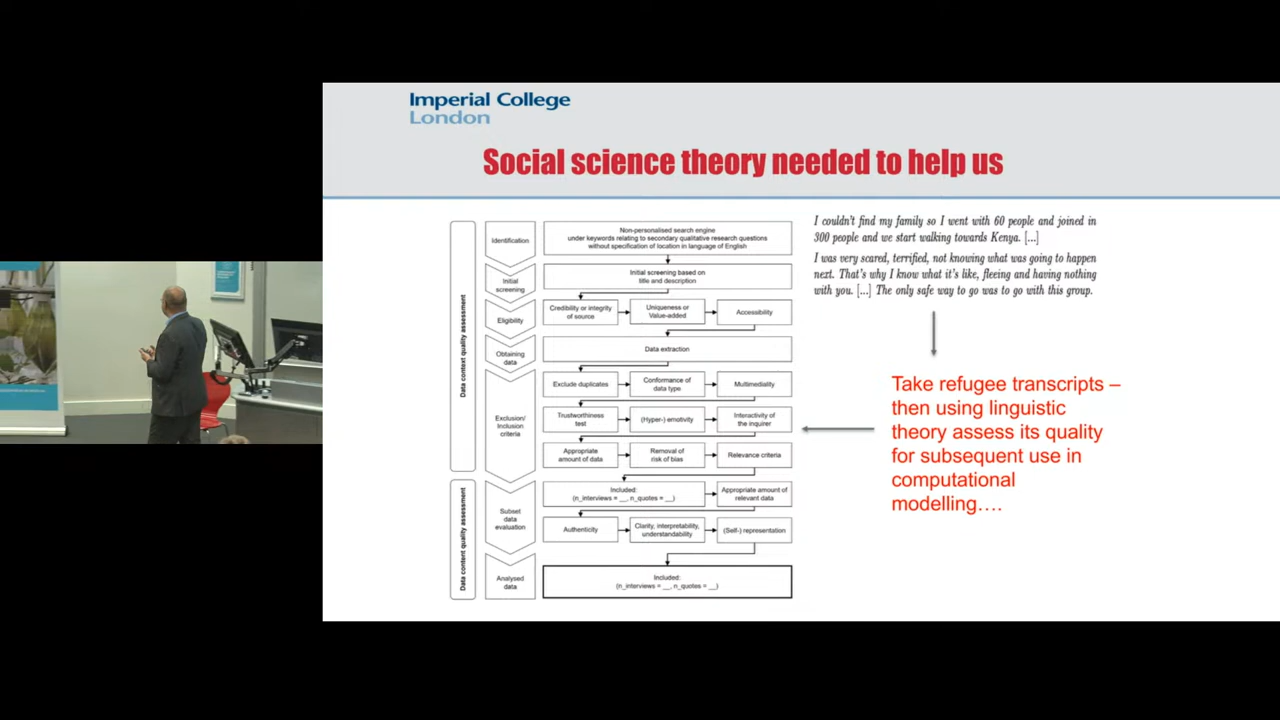 Imperial College
London
Social science theory needed to help us
Data context quality assessment
Identification
Non-personalised search engine
under keywords relating to secondary qualitative research questions
without specification of location in language of English
Initial
screening
Initial screening based on
title and description
Eligibility
Credibility or integrity
of source
Uniqueness or
Value-added
Accessibility
Obtaining
data
Data extraction
Exclusion/
Inclusion
criteria
Exclude duplicates
Conformance of
data type
Multimediality
Trustworthiness
test
(Hyper-) emotivity
Interactivity of
the inquirer
Appropriate
amount of data
Removal of
risk of bias
Relevance criteria
Data content quality assessment
Subset
data
evaluation
Included:
(n_interviews = __, n_quotes = __)
Appropriate amount of
relevant data
Authenticity
Clarity, interpretability,
understandability
(Self-) representation
Analysed
data
Included:
(n_interviews = __, n_quotes = __)
I couldn't find my family so I went with 60 people and joined in
300 people and we start walking towards Kenya. [...]
I was very scared, terrified, not knowing what was going to happen
next. That's why I know what it's like, fleeing and having nothing
with you. [...] The only safe way to go was to go with this group.
Take refugee transcripts –
then using linguistic
theory assess its quality
for subsequent use in
computational
modelling….